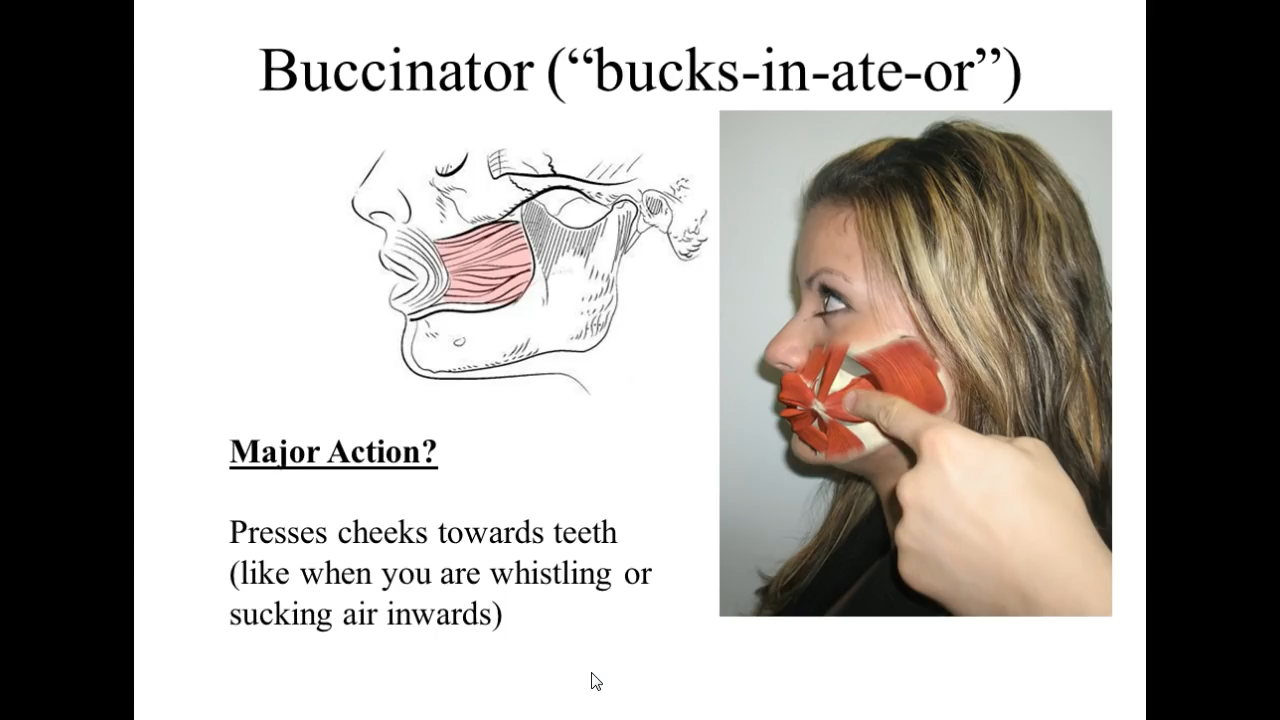 Buccinator (“bucks-in-ate-or”)
Major Action?
Presses cheeks towards teeth
(like when you are whistling or
sucking air inwards)